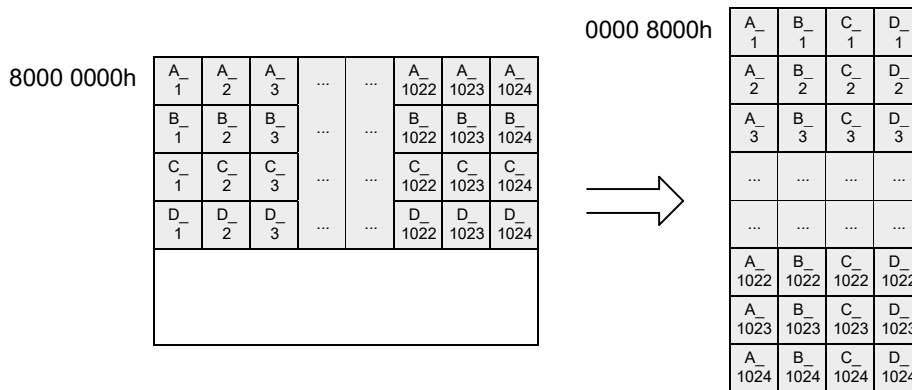 8000 0000h
A_1 A_2 A_3 ... ... A_1022 A_1023 A_1024
B_1 B_2 B_3 ... ... B_1022 B_1023 B_1024
C_1 C_2 C_3 ... ... C_1022 C_1023 C_1024
D_1 D_2 D_3 ... ... D_1022 D_1023 D_1024
0000 8000h
A_1 B_1 C_1 D_1
A_2 B_2 C_2 D_2
A_3 B_3 C_3 D_3
... ... ... ...
... ... ... ...
A_1022 B_1022 C_1022 D_1022
A_1023 B_1023 C_1023 D_1023
A_1024 B_1024 C_1024 D_1024